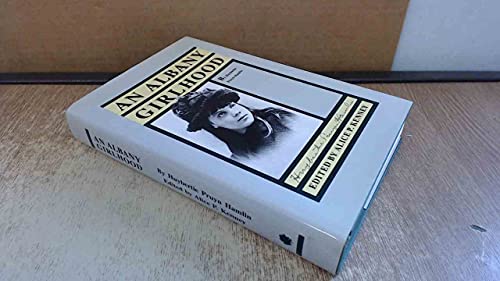 AN ALBANY
GIRLHOOD
EDITED BY ALICE P. KENNEY
AN ALBANY
GIRLHOOD
By Huybertie Pruyn Hamlin
Edited by Alice P. Kenney